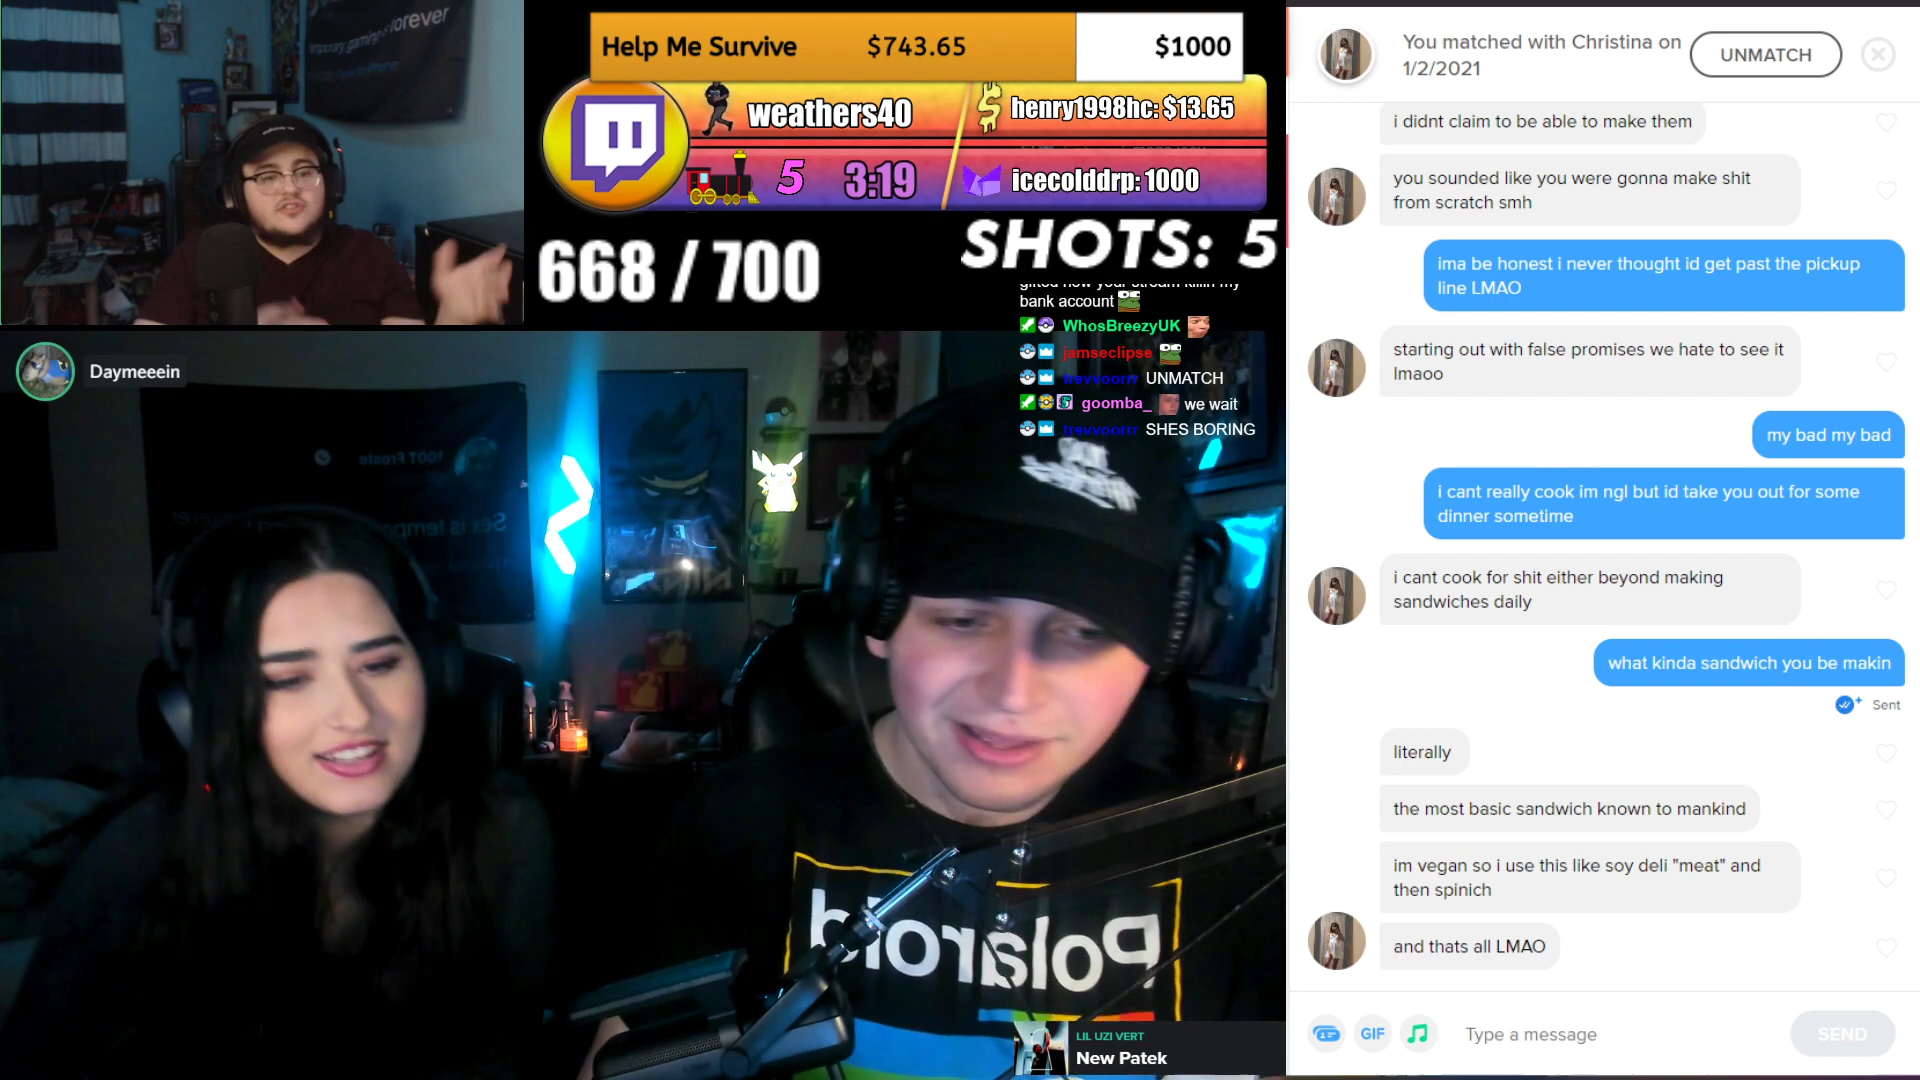 Help Me Survive $743.65 $1000
weathers40
henry1998hc: $13.65
5 3:19
icecolddrp: 1000
668 / 700
SHOTS: 5
bank account
WhosBreezyUK
jamseclipse
trevvoorrr UNMATCH
goomba_ we wait
trevvoorrr SHES BORING
Daymeeein
Polaroid
LIL UZI VERT
New Patek
You matched with Christina on
1/2/2021
UNMATCH
i didnt claim to be able to make them
you sounded like you were gonna make shit
from scratch smh
ima be honest i never thought id get past the pickup
line LMAO
starting out with false promises we hate to see it
lmaoo
my bad my bad
i cant really cook im ngl but id take you out for some
dinner sometime
i cant cook for shit either beyond making
sandwiches daily
what kinda sandwich you be makin
Sent
literally
the most basic sandwich known to mankind
im vegan so i use this like soy deli "meat" and
then spinich
and thats all LMAO
GIF
Type a message
SEND